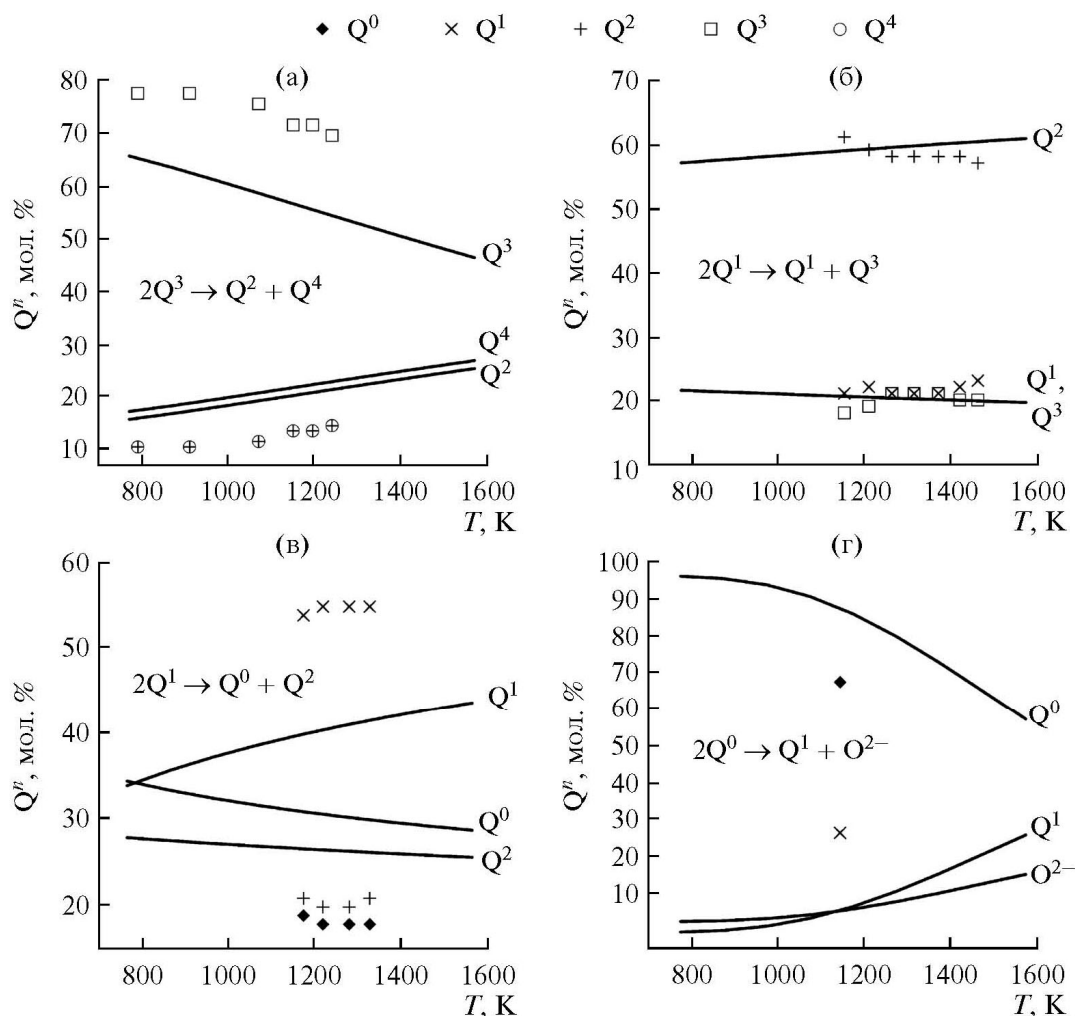 Q⁰ Q¹ Q² Q³ Q⁴
(а)
Qⁿ, мол. %
80
70
60
50
40
30
20
10
2Q³ → Q² + Q⁴
Q³
Q⁴
Q²
800 1000 1200 1400 1600
T, K
(б)
Qⁿ, мол. %
70
60
50
40
30
20
10
2Q¹ → Q¹ + Q³
Q²
Q¹,
Q³
800 1000 1200 1400 1600
T, K
(в)
Qⁿ, мол. %
60
50
40
30
20
2Q¹ → Q⁰ + Q²
Q¹
Q⁰
Q²
800 1000 1200 1400 1600
T, K
(г)
Qⁿ, мол. %
100
90
80
70
60
50
40
30
20
10
2Q⁰ → Q¹ + O²⁻
Q⁰
Q¹
O²⁻
800 1000 1200 1400 1600
T, K